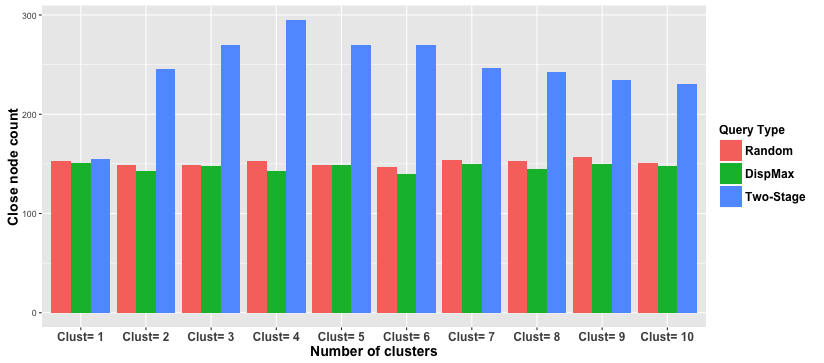 300
200
100
0
Close node count
Clust= 1 Clust= 2 Clust= 3 Clust= 4 Clust= 5 Clust= 6 Clust= 7 Clust= 8 Clust= 9 Clust= 10
Number of clusters
Query Type
Random
DispMax
Two-Stage